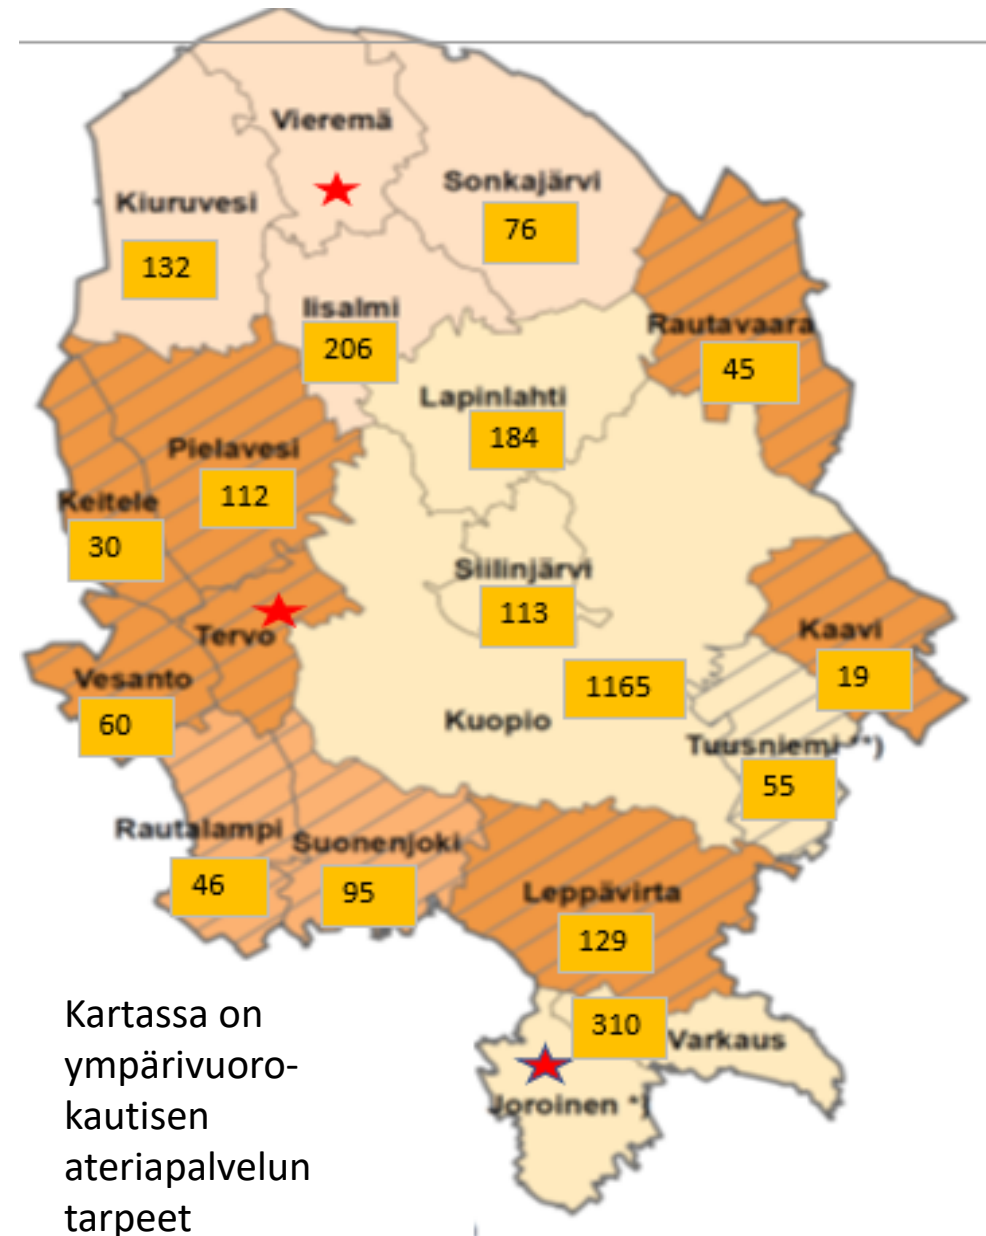 Vieremä
Sonkajärvi
76
Kiuruvesi
132
Iisalmi
206
Rautavaara
45
Lapinlahti
184
Pielavesi
112
Keitele
30
Siilinjärvi
113
Kaavi
19
Tervo
Vesanto
60
1165
Kuopio
Tuusniemi **)
55
Rautalampi
46
Suonenjoki
95
Leppävirta
129
310
Varkaus
Joroinen *)
Kartassa on
ympärivuoro-
kautisen
ateriapalvelun
tarpeet